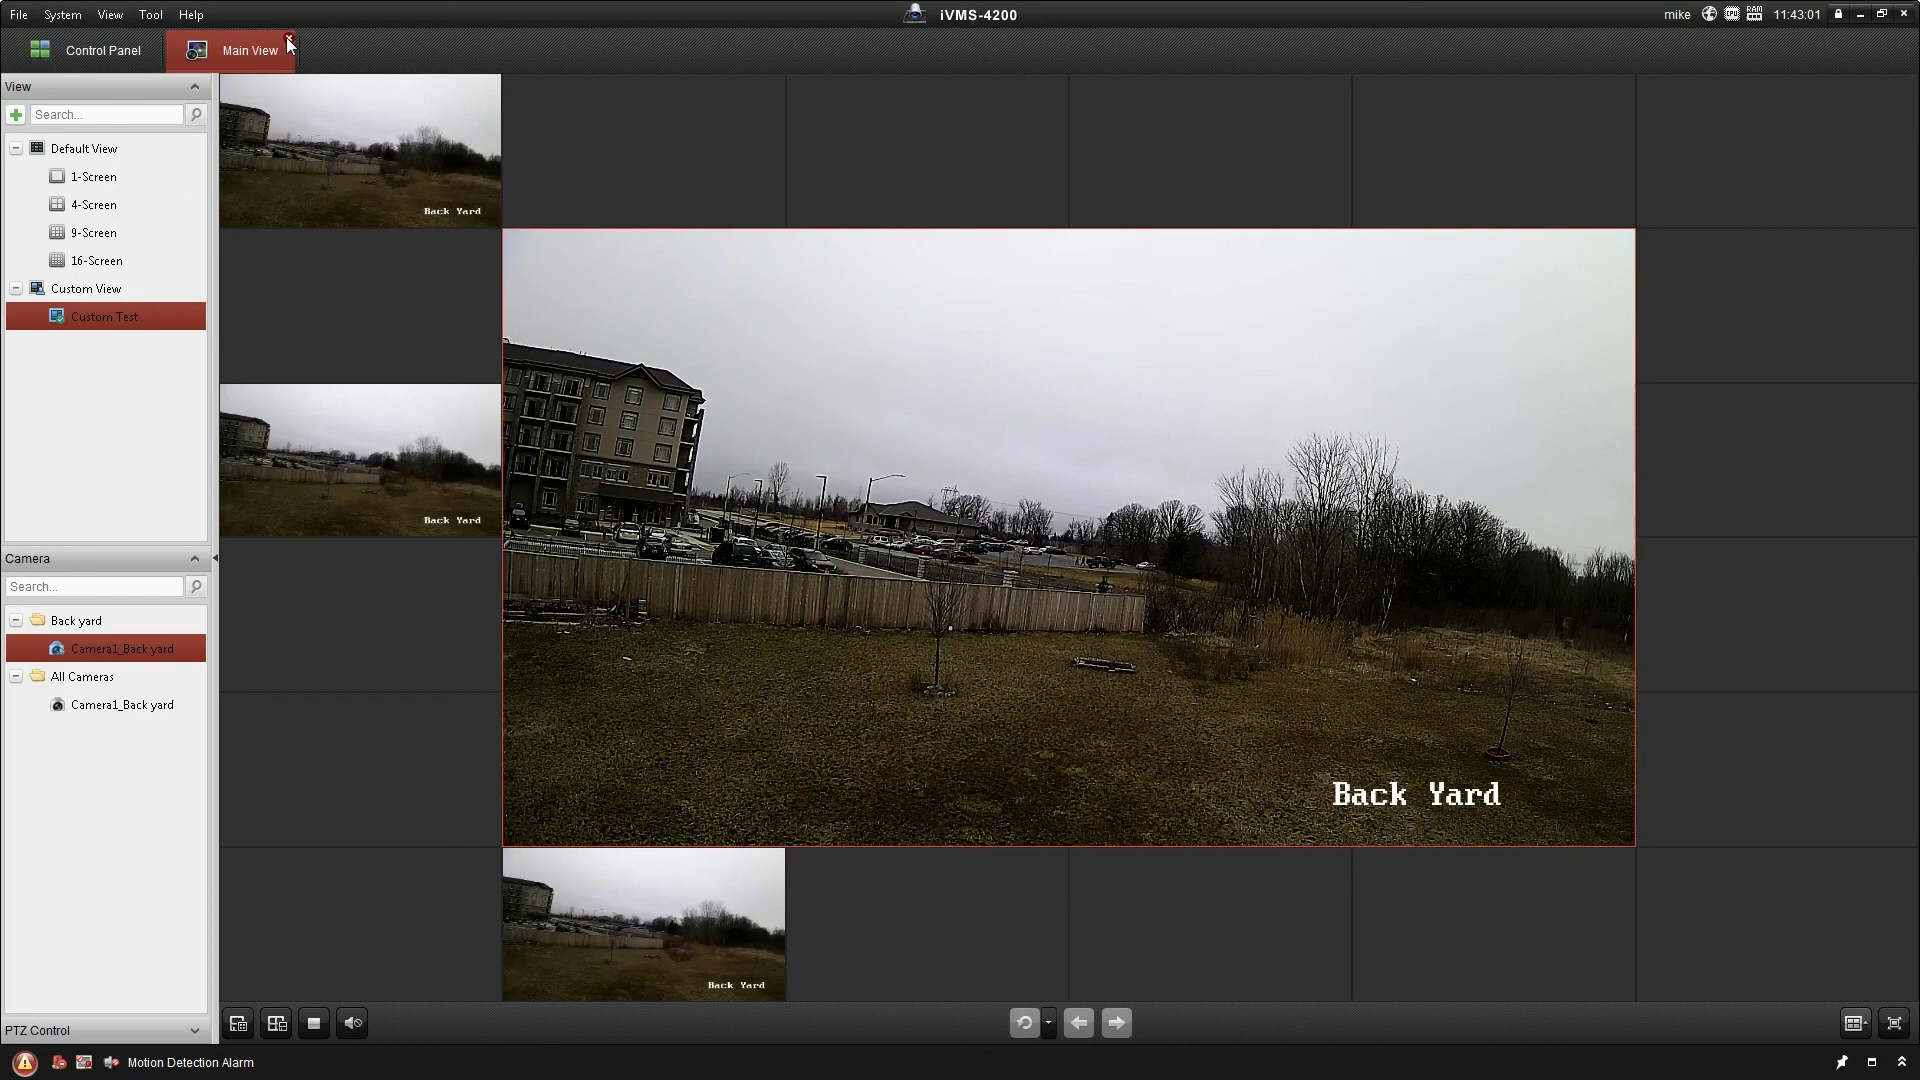 File System View Tool Help
iVMS-4200
mike
CPU
RAM
11:43:01
Control Panel
Main View
View
Search...
Default View
1-Screen
4-Screen
9-Screen
16-Screen
Custom View
Custom Test
Camera
Search...
Back yard
Camera1_Back yard
All Cameras
Camera1_Back yard
PTZ Control
Back Yard
Back Yard
Back Yard
Back Yard
Motion Detection Alarm